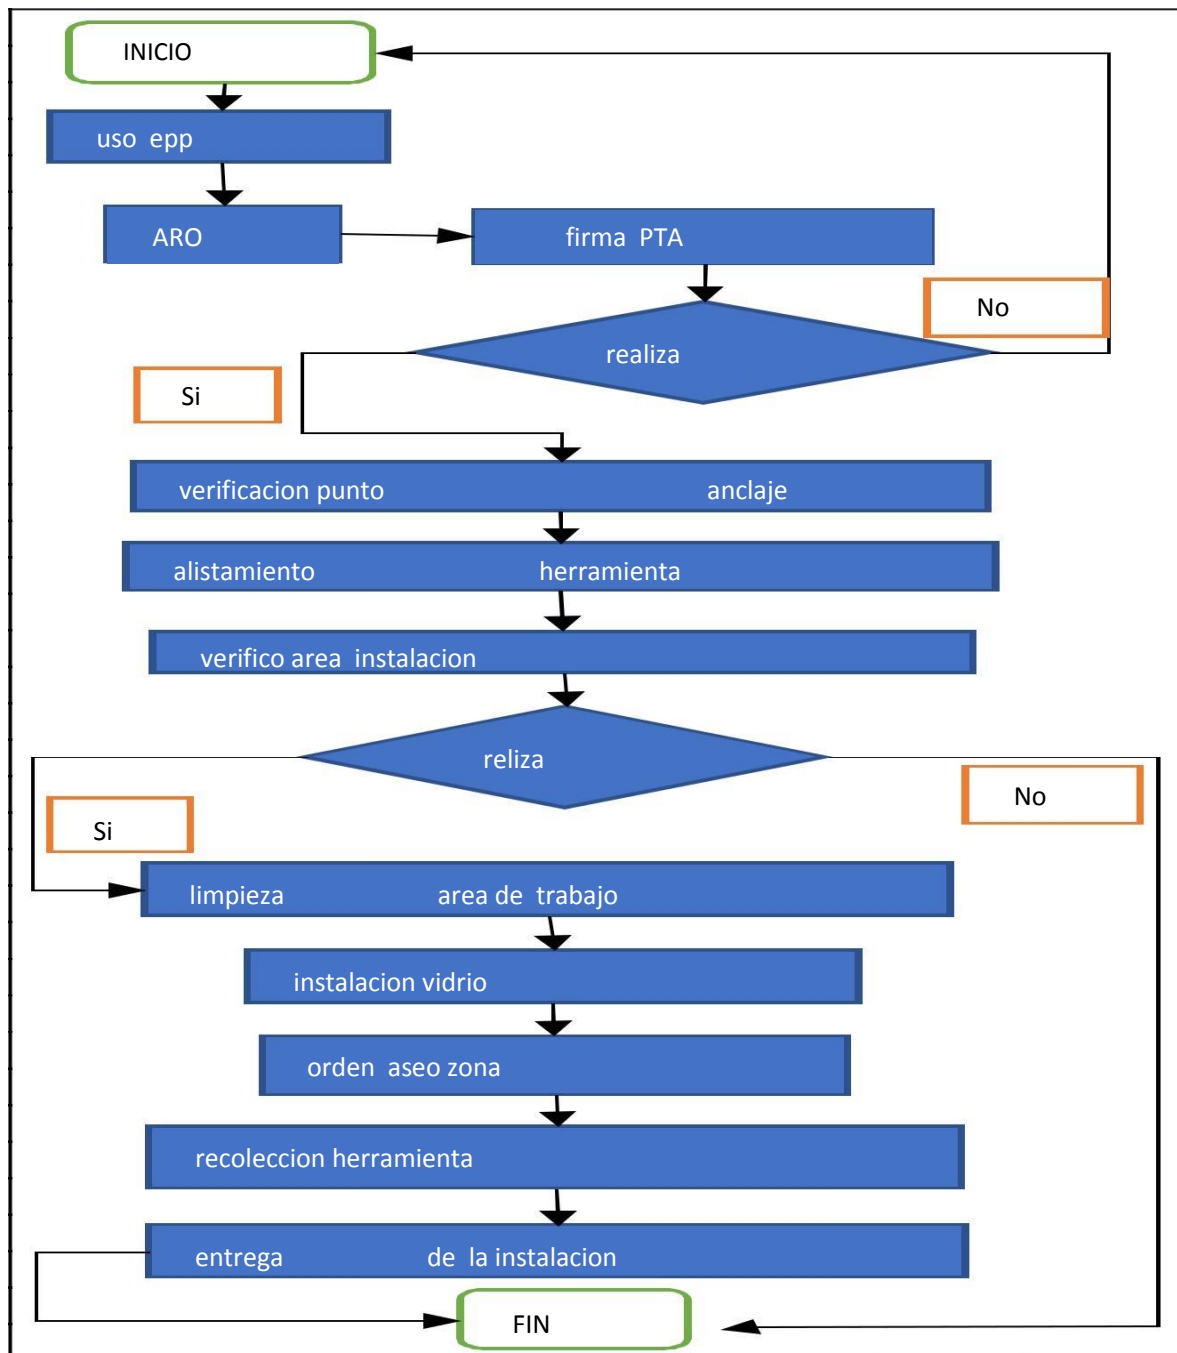 INICIO
uso epp
ARO
firma PTA
No
realiza
Si
verificacion punto anclaje
alistamiento herramienta
verifico area instalacion
reliza
No
Si
limpieza area de trabajo
instalacion vidrio
orden aseo zona
recoleccion herramienta
entrega de la instalacion
FIN